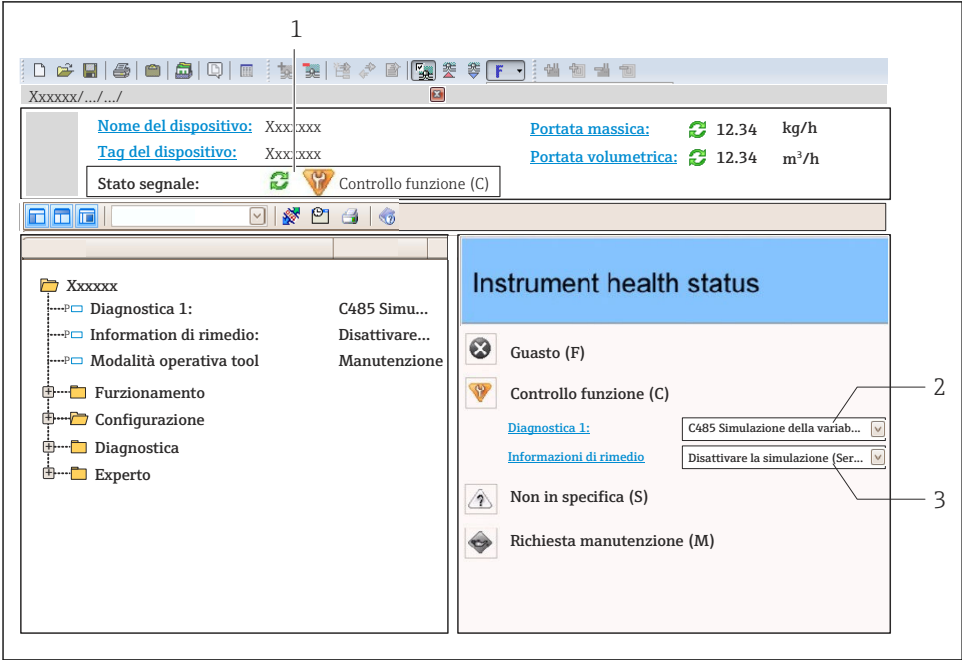 1
F
Xxxxxx/.../.../
Nome del dispositivo: Xxxxxxx Portata massica: 12.34 kg/h
Tag del dispositivo: Xxxxxxx Portata volumetrica: 12.34 m³/h
Stato segnale: Controllo funzione (C)
Xxxxxx
P Diagnostica 1: C485 Simu...
P Information di rimedio: Disattivare...
P Modalità operativa tool Manutenzione
Furzionamento
Configurazione
Diagnostica
Experto
Instrument health status
Guasto (F)
Controllo funzione (C)
Diagnostica 1: C485 Simulazione della variab...
2
Informazioni di rimedio Disattivare la simulazione (Ser...
3
Non in specifica (S)
Richiesta manutenzione (M)